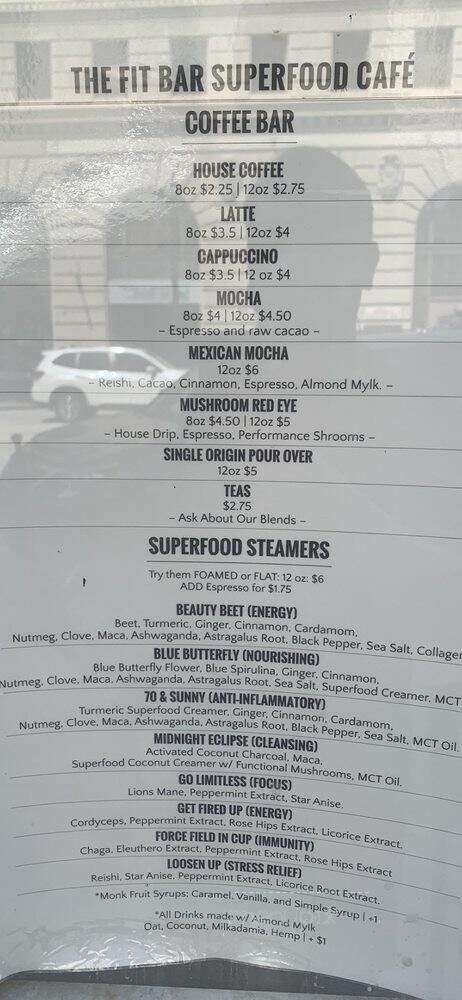 THE FIT BAR SUPERFOOD CAFÉ
COFFEE BAR
HOUSE COFFEE
8oz $2.25 | 12oz $2.75
LATTE
8oz $3.5 | 12oz $4
CAPPUCCINO
8oz $3.5 | 12 oz $4
MOCHA
8oz $4 | 12oz $4.50
– Espresso and raw cacao –
MEXICAN MOCHA
12oz $6
– Reishi, Cacao, Cinnamon, Espresso, Almond Mylk. –
MUSHROOM RED EYE
8oz $4.50 | 12oz $5
– House Drip, Espresso, Performance Shrooms –
SINGLE ORIGIN POUR OVER
12oz $5
TEAS
$2.75
– Ask About Our Blends –
SUPERFOOD STEAMERS
Try them FOAMED or FLAT: 12 oz: $6
ADD Espresso for $1.75
BEAUTY BEET (ENERGY)
Beet, Turmeric, Ginger, Cinnamon, Cardamom,
Nutmeg, Clove, Maca, Ashwaganda, Astragalus Root, Black Pepper, Sea Salt, Collagen
BLUE BUTTERFLY (NOURISHING)
Blue Butterfly Flower, Blue Spirulina, Ginger, Cinnamon,
Nutmeg, Clove, Maca, Ashwaganda, Astragalus Root, Sea Salt, Superfood Creamer, MCT
70 & SUNNY (ANTI-INFLAMMATORY)
Turmeric Superfood Creamer, Ginger, Cinnamon, Cardamom,
Nutmeg, Clove, Maca, Ashwaganda, Astragalus Root, Black Pepper, Sea Salt, MCT Oil.
MIDNIGHT ECLIPSE (CLEANSING)
Activated Coconut Charcoal, Maca,
Superfood Coconut Creamer w/ Functional Mushrooms, MCT Oil.
GO LIMITLESS (FOCUS)
Lions Mane, Peppermint Extract, Star Anise.
GET FIRED UP (ENERGY)
Cordyceps, Peppermint Extract, Rose Hips Extract, Licorice Extract.
FORCE FIELD IN CUP (IMMUNITY)
Chaga, Eleuthero Extract, Peppermint Extract, Rose Hips Extract
LOOSEN UP (STRESS RELIEF)
Reishi, Star Anise, Peppermint Extract, Licorice Root Extract.
*Monk Fruit Syrups: Caramel, Vanilla, and Simple Syrup | +1
*All Drinks made w/ Almond Mylk
Oat, Coconut, Milkadamia, Hemp | + $1